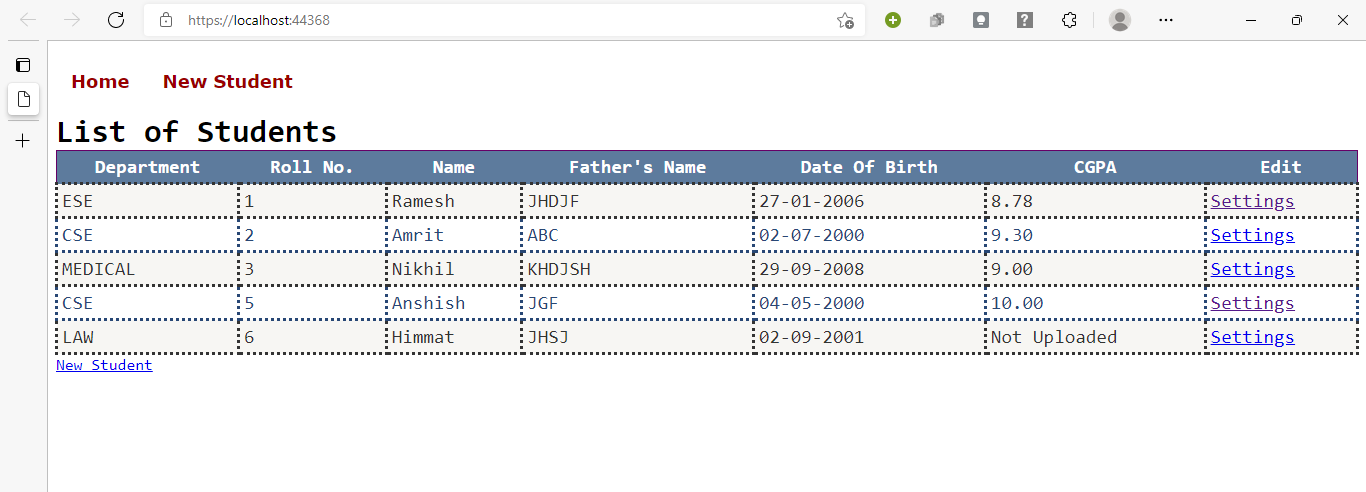 https://localhost:44368
Home New Student
List of Students
Department Roll No. Name Father's Name Date Of Birth CGPA Edit
ESE 1 Ramesh JHDJF 27-01-2006 8.78 Settings
CSE 2 Amrit ABC 02-07-2000 9.30 Settings
MEDICAL 3 Nikhil KHDJSH 29-09-2008 9.00 Settings
CSE 5 Anshish JGF 04-05-2000 10.00 Settings
LAW 6 Himmat JHSJ 02-09-2001 Not Uploaded Settings
New Student